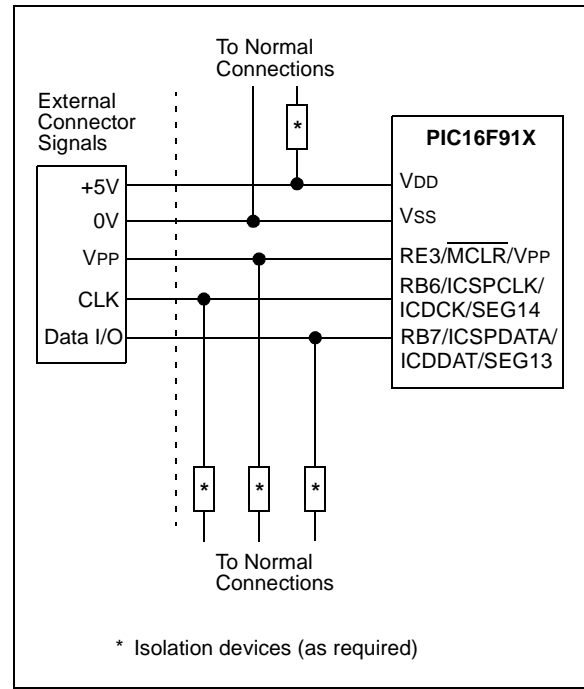 To Normal
Connections
External
Connector
Signals
*
PIC16F91X
+5V
VDD
0V
VSS
VPP
RE3/MCLR/VPP
CLK
RB6/ICSPCLK/
ICDCK/SEG14
Data I/O
RB7/ICSPDATA/
ICDDAT/SEG13
* * *
To Normal
Connections
* Isolation devices (as required)